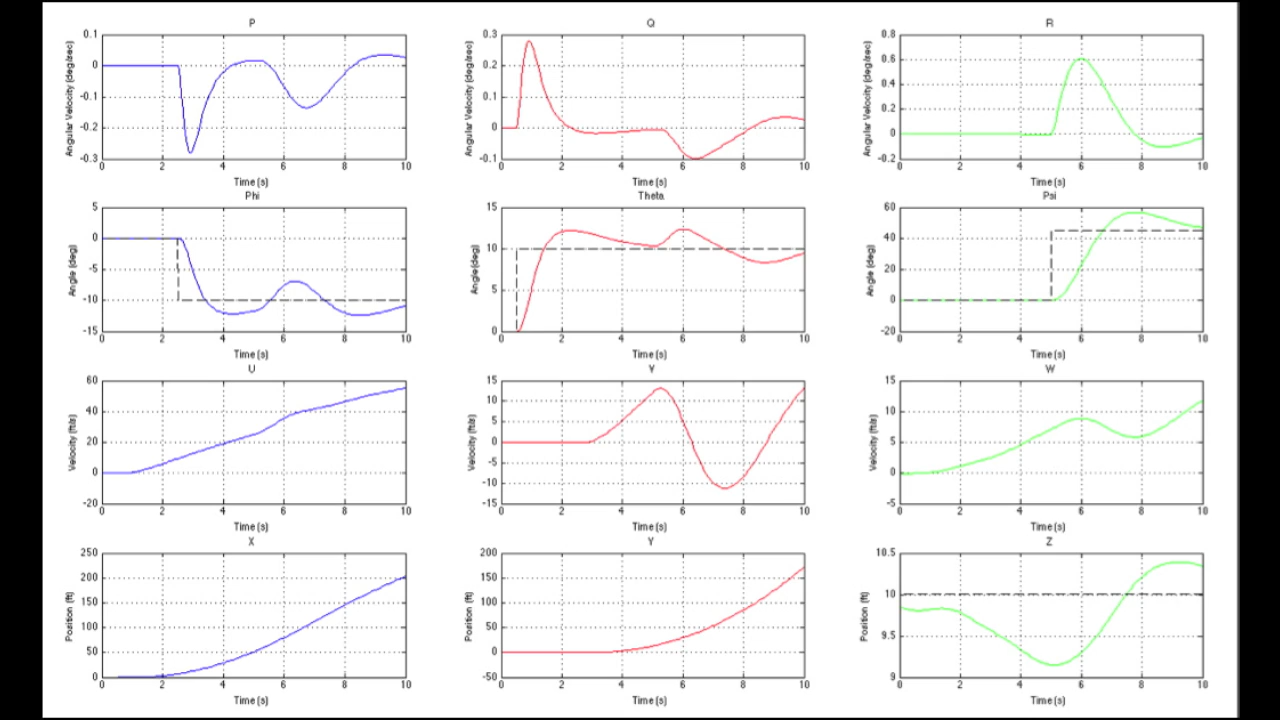 P
Q
R
0.1
0
-0.1
-0.2
-0.3
0 2 4 6 8 10
Angular Velocity (deg/sec)
Time (s)
0.3
0.2
0.1
0
-0.1
0 2 4 6 8 10
Angular Velocity (deg/sec)
Time (s)
0.8
0.6
0.4
0.2
0
-0.2
0 2 4 6 8 10
Angular Velocity (deg/sec)
Time (s)
Phi
5
0
-5
-10
-15
0 2 4 6 8 10
Angle (deg)
Time (s)
Theta
15
10
5
0
0 2 4 6 8 10
Angle(deg)
Time (s)
Psi
60
40
20
0
-20
0 2 4 6 8 10
Angle (deg)
Time (s)
U
60
40
20
0
-20
0 2 4 6 8 10
Velocity (ft/s)
Time (s)
V
15
10
5
0
-5
-10
-15
0 2 4 6 8 10
Velocity (ft/s)
Time (s)
W
15
10
5
0
-5
0 2 4 6 8 10
Velocity (ft/s)
Time (s)
X
250
200
150
100
50
0
0 2 4 6 8 10
Position (ft)
Time (s)
Y
200
150
100
50
0
-50
0 2 4 6 8 10
Position (ft)
Time (s)
Z
10.5
10
9.5
9
0 2 4 6 8 10
Position (ft)
Time (s)